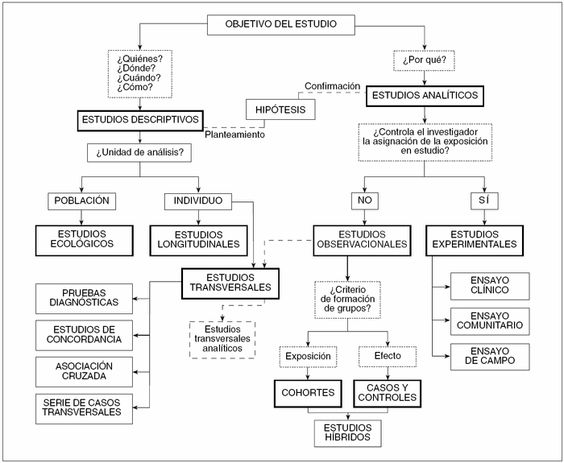 OBJETIVO DEL ESTUDIO
¿Quiénes?
¿Dónde?
¿Cuándo?
¿Cómo?
¿Por qué?
Confirmación
ESTUDIOS ANALÍTICOS
HIPÓTESIS
ESTUDIOS DESCRIPTIVOS
Planteamiento
¿Controla el investigador
la asignación de la exposición
en estudio?
¿Unidad de análisis?
POBLACIÓN
INDIVIDUO
NO
SÍ
ESTUDIOS
ECOLÓGICOS
ESTUDIOS
LONGITUDINALES
ESTUDIOS
OBSERVACIONALES
ESTUDIOS
EXPERIMENTALES
ESTUDIOS
TRANSVERSALES
PRUEBAS
DIAGNÓSTICAS
ESTUDIOS DE
CONCORDANCIA
ASOCIACIÓN
CRUZADA
SERIE DE CASOS
TRANSVERSALES
Estudios
transversales
analíticos
¿Criterio
de formación
de grupos?
ENSAYO
CLÍNICO
ENSAYO
COMUNITARIO
ENSAYO
DE CAMPO
Exposición
Efecto
COHORTES
CASOS Y
CONTROLES
ESTUDIOS
HÍBRIDOS